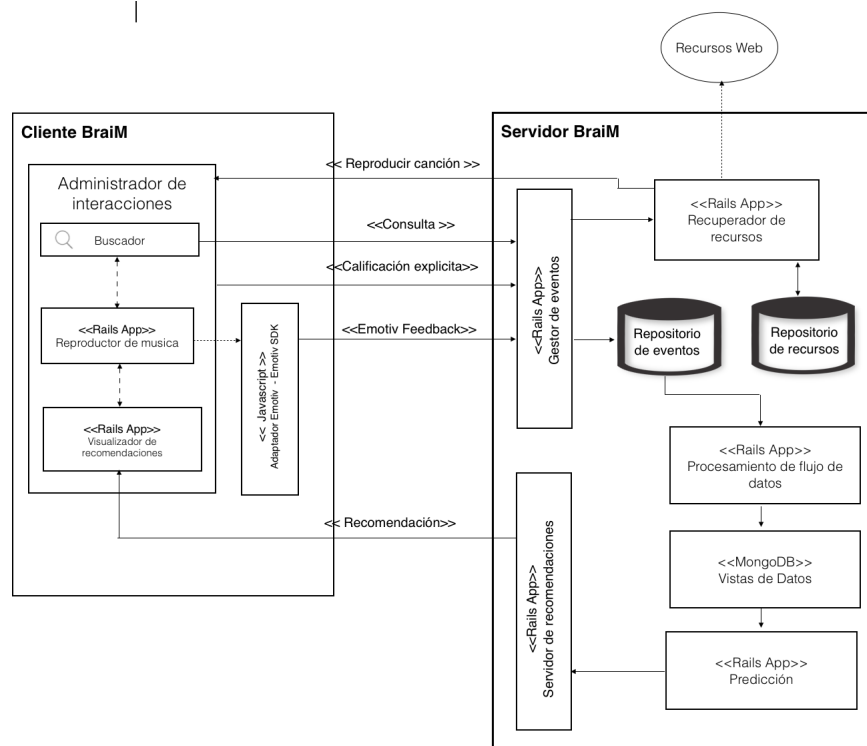 Recursos Web
Cliente BraiM
Servidor BraiM
<< Reproducir canción >>
Administrador de
interacciones
<<Rails App>>
Recuperador de
recursos
Buscador
<<Consulta >>
<<Calificación explicita>>
<<Rails App>>
Gestor de eventos
<<Rails App>>
Reproductor de musica
<<Emotiv Feedback>>
<< Javascript >>
Adaptador Emotiv - Emotiv SDK
Repositorio
de eventos
Repositorio
de recursos
<<Rails App>>
Visualizador de
recomendaciones
<<Rails App>>
Procesamiento de flujo de
datos
<< Recomendación>>
<<Rails App>>
Servidor de recomendaciones
<<MongoDB>>
Vistas de Datos
<<Rails App>>
Predicción